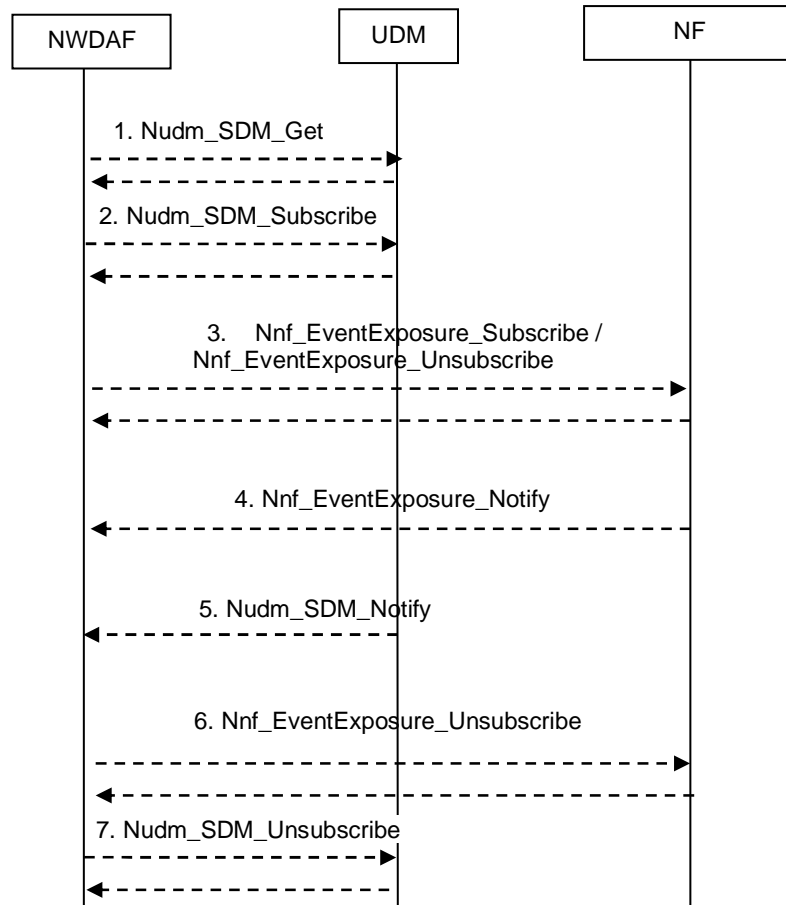 NWDAF
UDM
NF
1. Nudm_SDM_Get
2. Nudm_SDM_Subscribe
3. Nnf_EventExposure_Subscribe /
Nnf_EventExposure_Unsubscribe
4. Nnf_EventExposure_Notify
5. Nudm_SDM_Notify
6. Nnf_EventExposure_Unsubscribe
7. Nudm_SDM_Unsubscribe